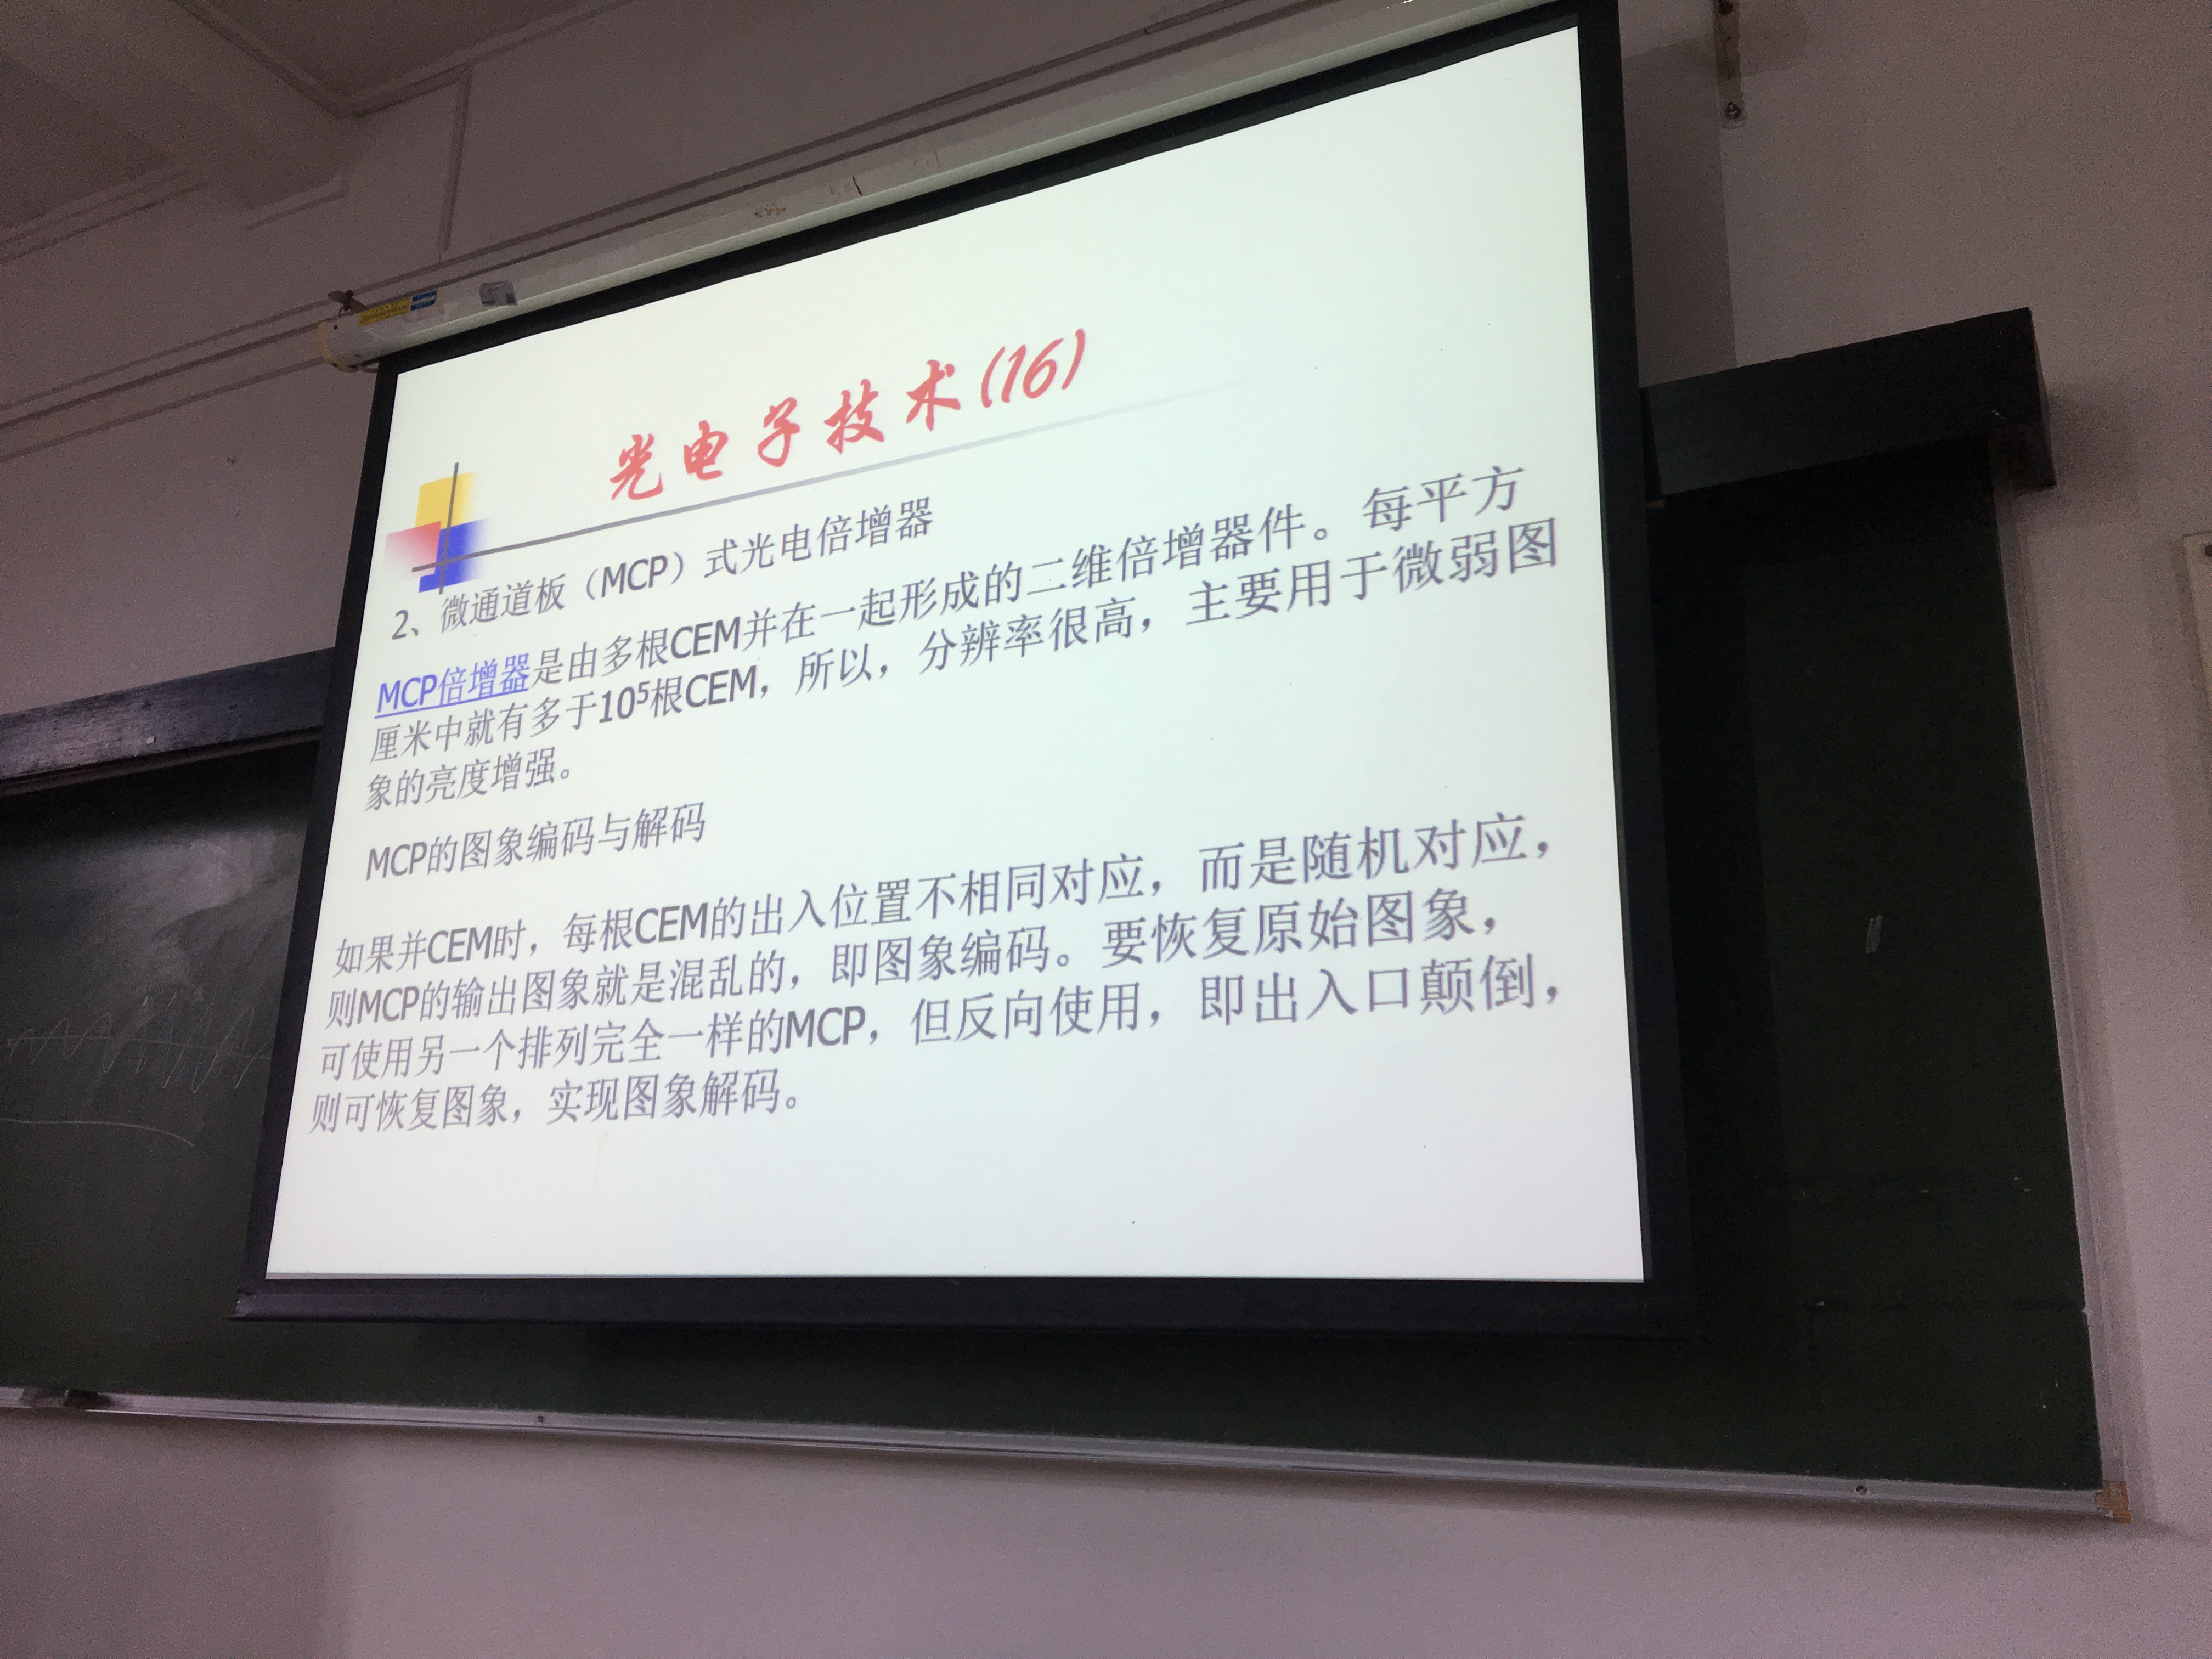 光电子技术(16)
2、微通道板（MCP）式光电倍增器
MCP倍增器是由多根CEM并在一起形成的二维倍增器件。每平方
厘米中就有多于10⁵根CEM，所以，分辨率很高，主要用于微弱图
象的亮度增强。
MCP的图象编码与解码
如果并CEM时，每根CEM的出入位置不相同对应，而是随机对应，
则MCP的输出图象就是混乱的，即图象编码。要恢复原始图象，
可使用另一个排列完全一样的MCP，但反向使用，即出入口颠倒，
则可恢复图象，实现图象解码。